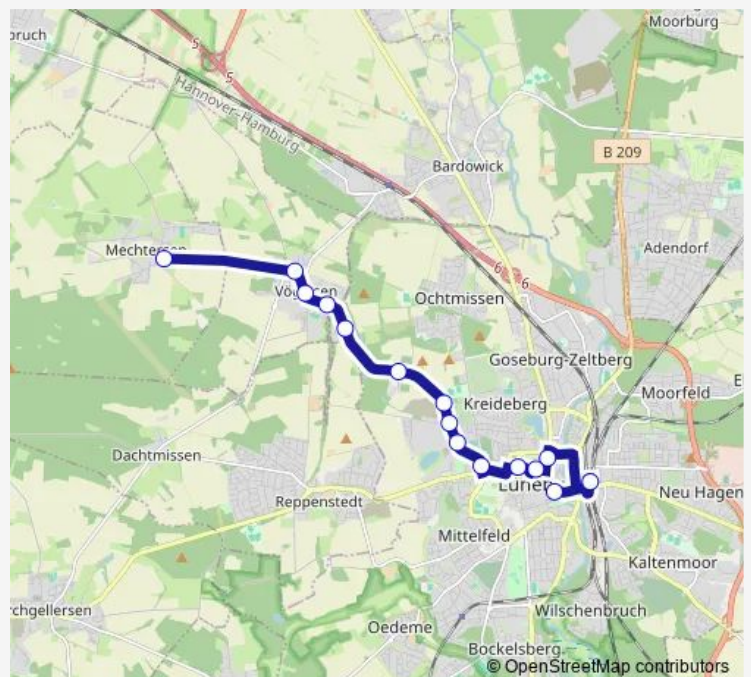 Moorburg
bruch
5
5
Hannover-Hamburg
B 209
Bardowick
Adendorf
Mechtersen
6
6
Ochtmissen
Goseburg-Zeltberg
Moorfeld
Kreideberg
Dachtmissen
Reppenstedt
Neu Hagen
Mittelfeld
Kaltenmoor
rchgellersen
Wilschenbruch
Oedeme
Bockelsberg
© OpenStreetMap contributors